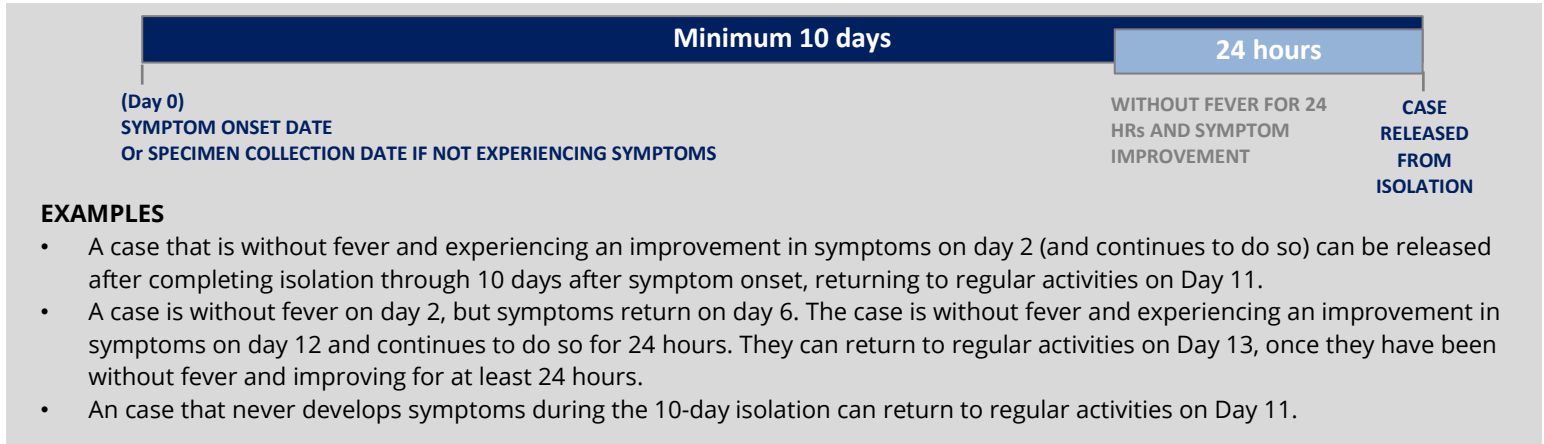 Minimum 10 days
24 hours
(Day 0)
SYMPTOM ONSET DATE
Or SPECIMEN COLLECTION DATE IF NOT EXPERIENCING SYMPTOMS
WITHOUT FEVER FOR 24
HRs AND SYMPTOM
IMPROVEMENT
CASE
RELEASED
FROM
ISOLATION
EXAMPLES
• A case that is without fever and experiencing an improvement in symptoms on day 2 (and continues to do so) can be released
after completing isolation through 10 days after symptom onset, returning to regular activities on Day 11.
• A case is without fever on day 2, but symptoms return on day 6. The case is without fever and experiencing an improvement in
symptoms on day 12 and continues to do so for 24 hours. They can return to regular activities on Day 13, once they have been
without fever and improving for at least 24 hours.
• An case that never develops symptoms during the 10-day isolation can return to regular activities on Day 11.